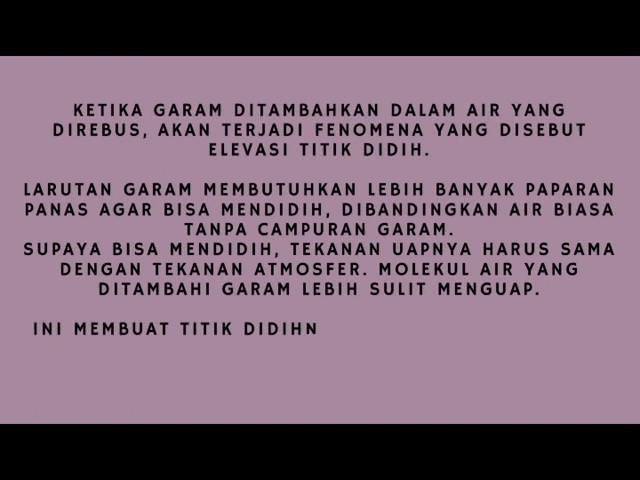 KETIKA GARAM DITAMBAHKAN DALAM AIR YANG
DIREBUS, AKAN TERJADI FENOMENA YANG DISEBUT
ELEVASI TITIK DIDIH.
LARUTAN GARAM MEMBUTUHKAN LEBIH BANYAK PAPARAN
PANAS AGAR BISA MENDIDIH, DIBANDINGKAN AIR BIASA
TANPA CAMPURAN GARAM.
SUPAYA BISA MENDIDIH, TEKANAN UAPNYA HARUS SAMA
DENGAN TEKANAN ATMOSFER. MOLEKUL AIR YANG
DITAMBAHI GARAM LEBIH SULIT MENGUAP.
INI MEMBUAT TITIK DIDIHN